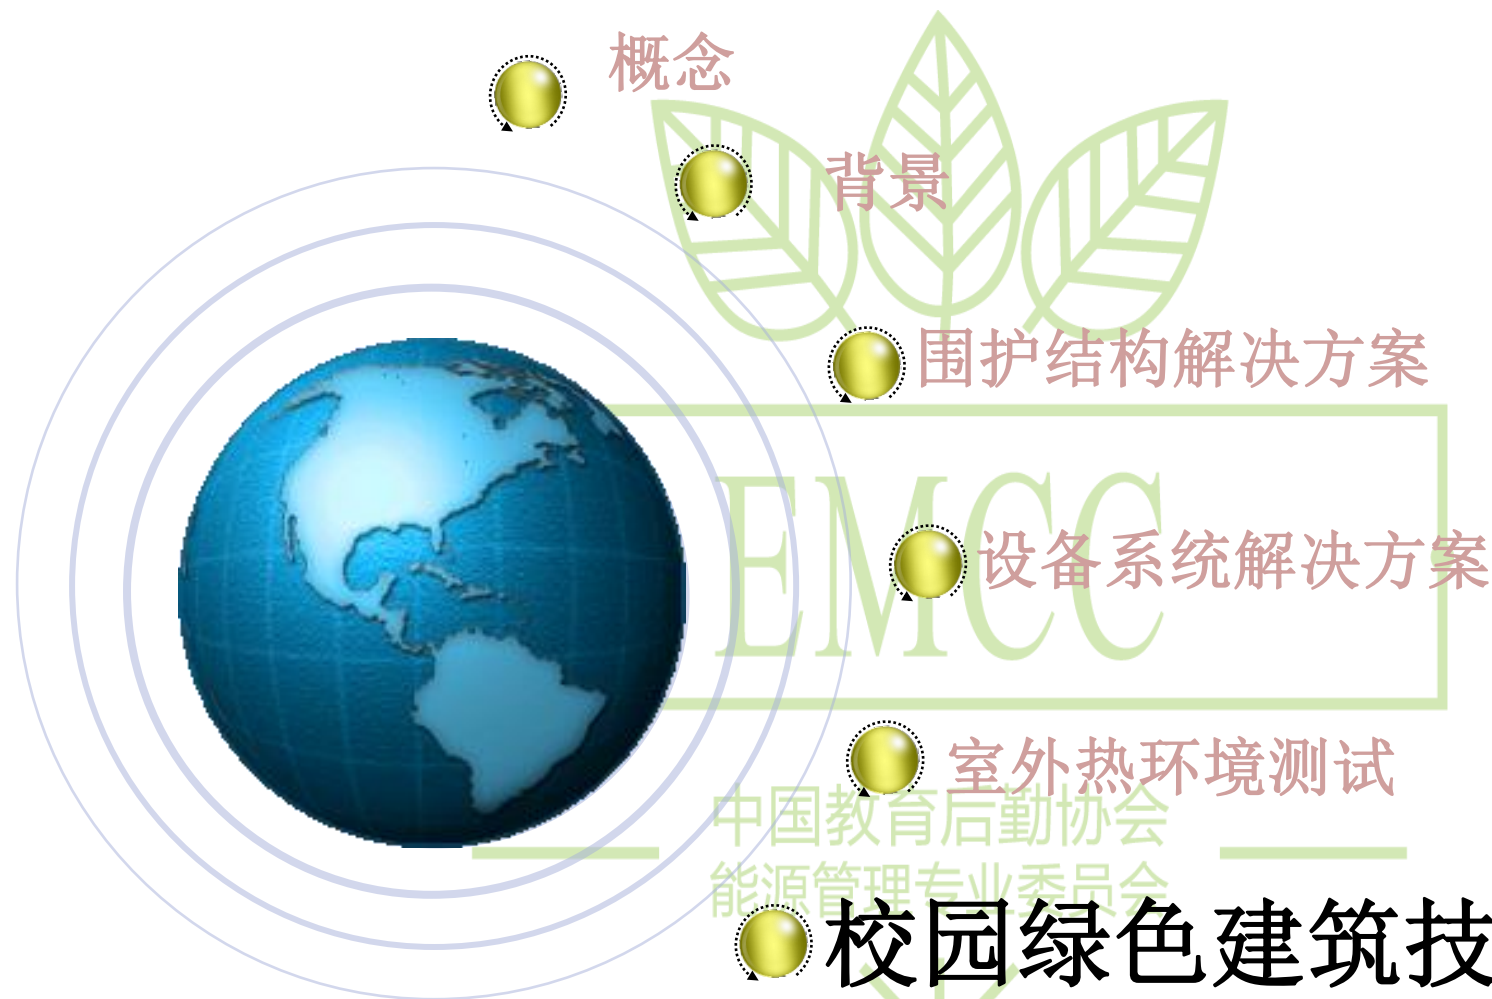 概念
背景
围护结构解决方案
EMCC
设备系统解决方案
室外热环境测试
中国教育后勤协会
能源管理专业委员会
校园绿色建筑技